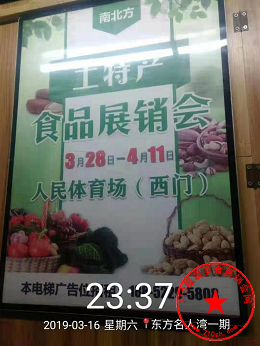 南北方
土特产
食品展销会
3月28日—4月11日
人民体育场（西门）
本电梯广告位
23:37
2019-03-16 星期六 东方名人湾一期